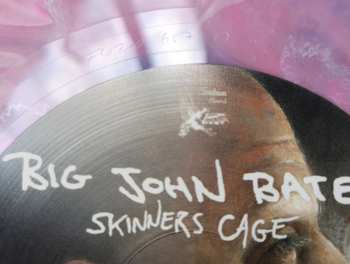 BIG JOHN BATE
SKINNERS CAGE